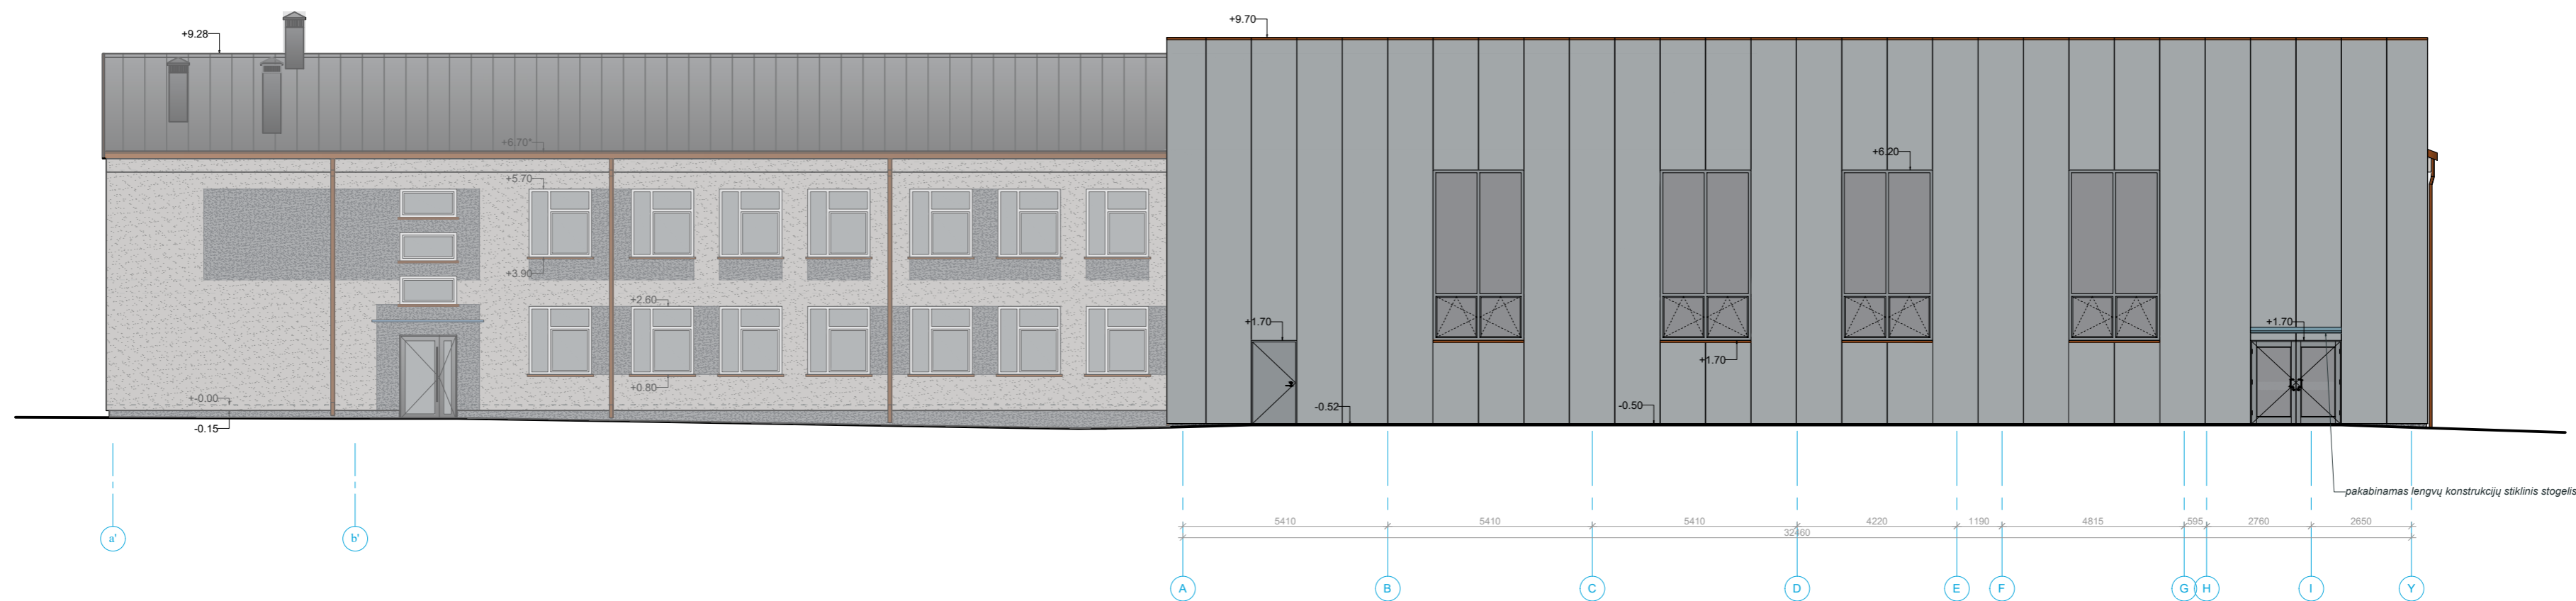 +9.70
+9.28
+6.70*
+6.20
+5.70
+3.90
+2.60
+1.70
+1.70
+1.70
+0.80
+-0.00
-0.52
-0.50
-0.15
pakabinamas lengvų konstrukcijų stiklinis stogelis
5410
5410
5410
4220
1190
4815
595
2760
2650
32460
a'
b'
A
B
C
D
E
F
G
H
I
Y